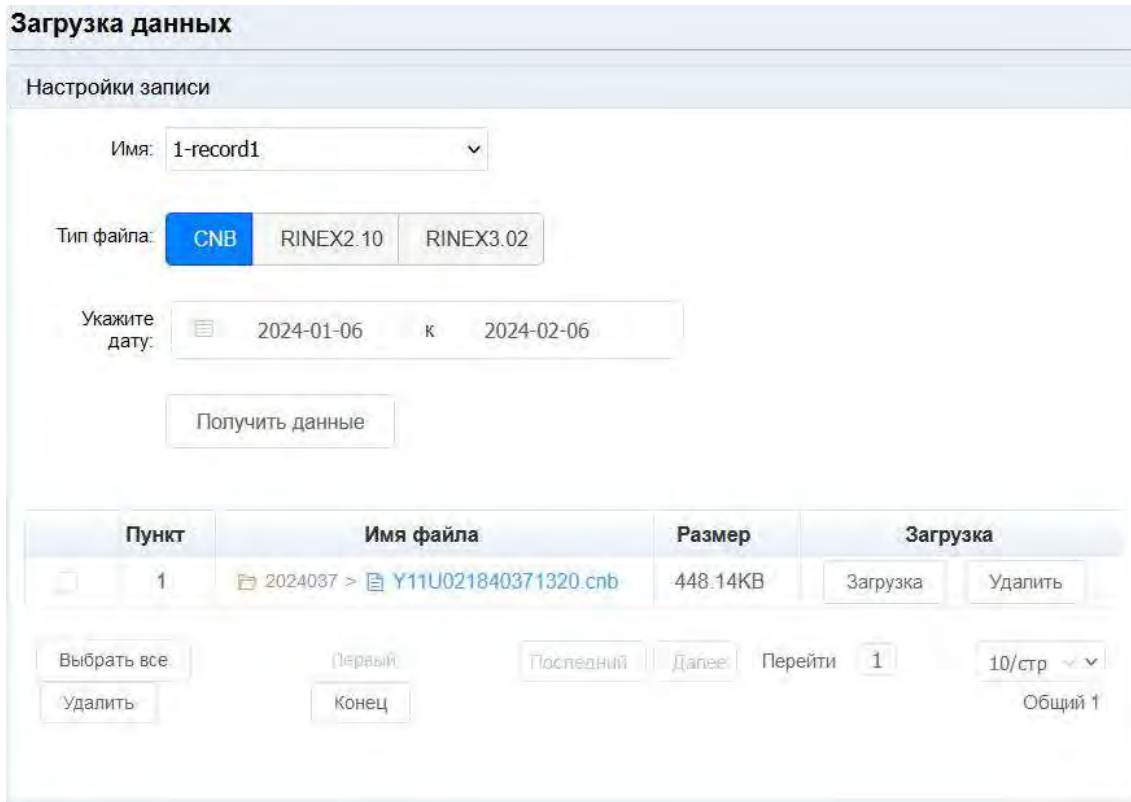 Загрузка данных
Настройки записи
Имя: 1-record1
Тип файла: CNB RINEX2.10 RINEX3.02
Укажите
дату: 2024-01-06 к 2024-02-06
Получить данные
Пункт Имя файла Размер Загрузка
1 2024037 > Y11U021840371320.cnb 448.14KB Загрузка Удалить
Выбрать все Первый Последний Далее Перейти 1 10/стр
Удалить Конец Общий 1